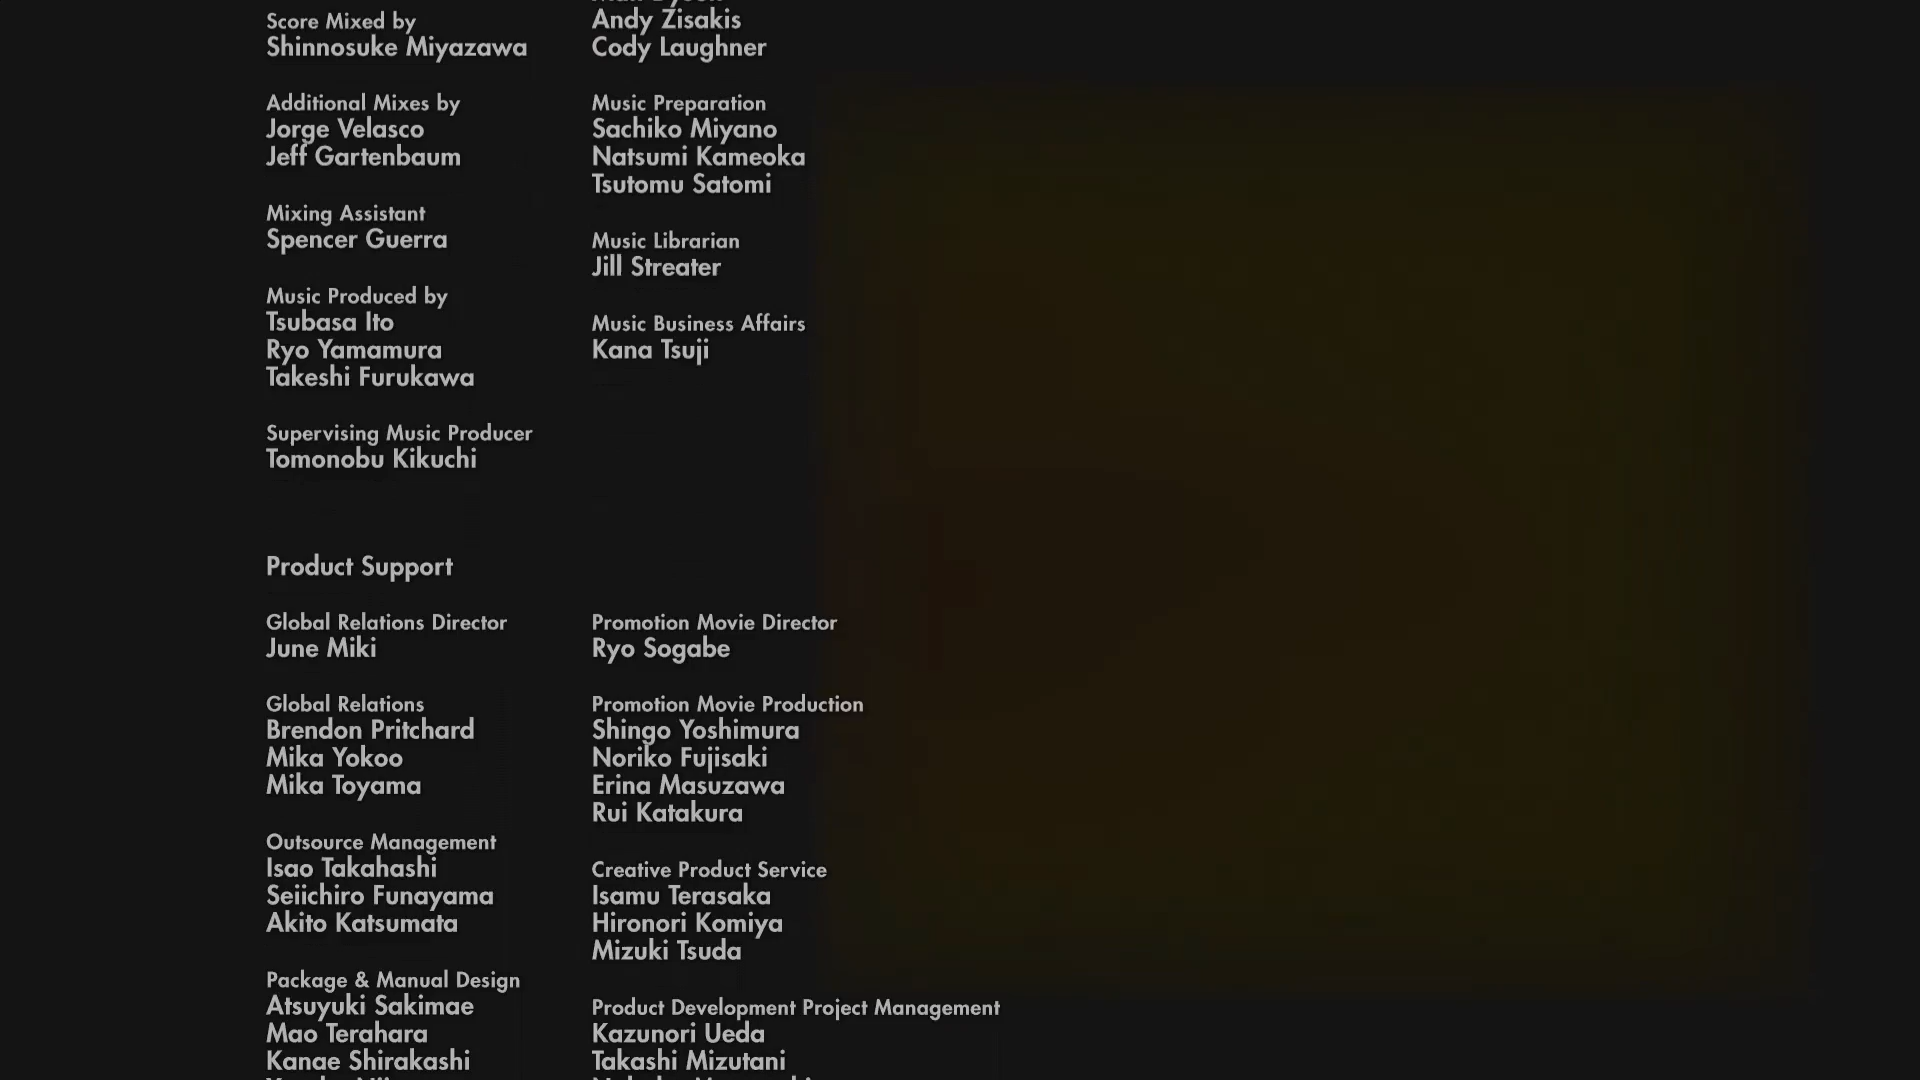 Score Mixed by
Shinnosuke Miyazawa
Additional Mixes by
Jorge Velasco
Jeff Gartenbaum
Mixing Assistant
Spencer Guerra
Music Produced by
Tsubasa Ito
Ryo Yamamura
Takeshi Furukawa
Supervising Music Producer
Tomonobu Kikuchi
Andy Zisakis
Cody Laughner
Music Preparation
Sachiko Miyano
Natsumi Kameoka
Tsutomu Satomi
Music Librarian
Jill Streater
Music Business Affairs
Kana Tsuji
Product Support
Global Relations Director
June Miki
Global Relations
Brendon Pritchard
Mika Yokoo
Mika Toyama
Outsource Management
Isao Takahashi
Seiichiro Funayama
Akito Katsumata
Package & Manual Design
Atsuyuki Sakimae
Mao Terahara
Kanae Shirakashi
Promotion Movie Director
Ryo Sogabe
Promotion Movie Production
Shingo Yoshimura
Noriko Fujisaki
Erina Masuzawa
Rui Katakura
Creative Product Service
Isamu Terasaka
Hironori Komiya
Mizuki Tsuda
Product Development Project Management
Kazunori Ueda
Takashi Mizutani